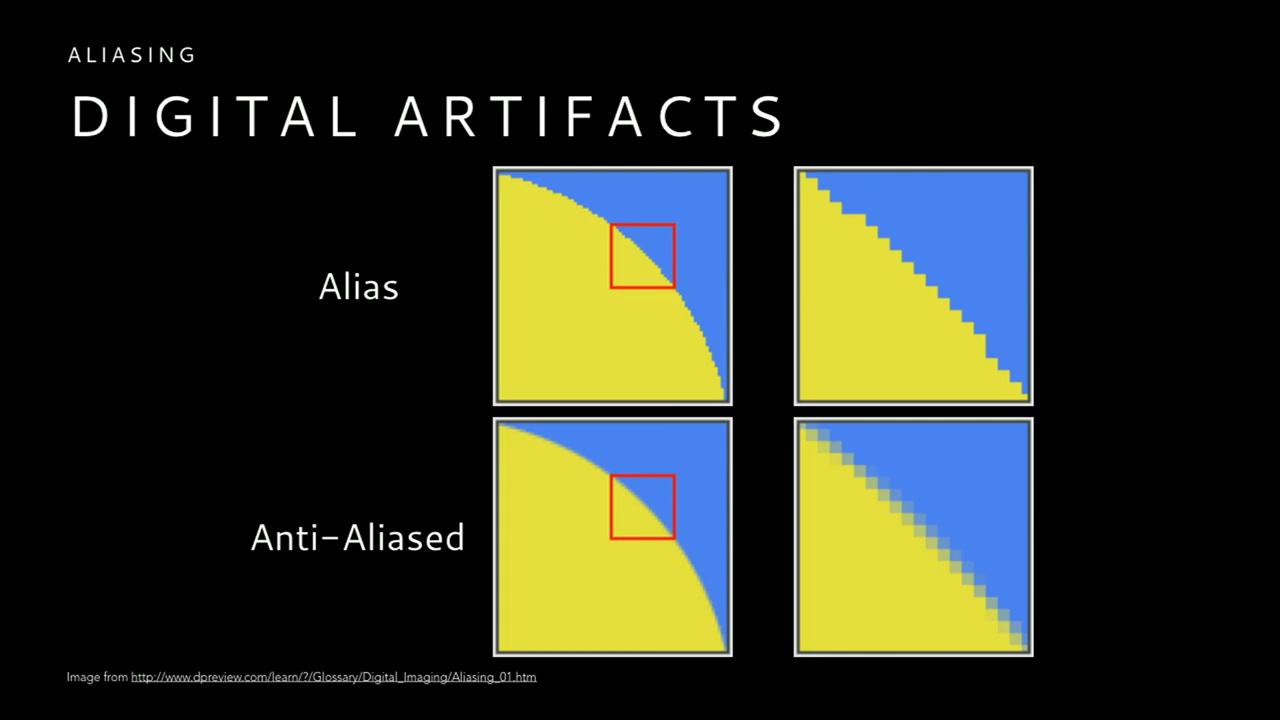 ALIASING
DIGITAL ARTIFACTS
Alias
Anti-Aliased
Image from http://www.dpreview.com/learn/?/Glossary/Digital_Imaging/Aliasing_01.htm